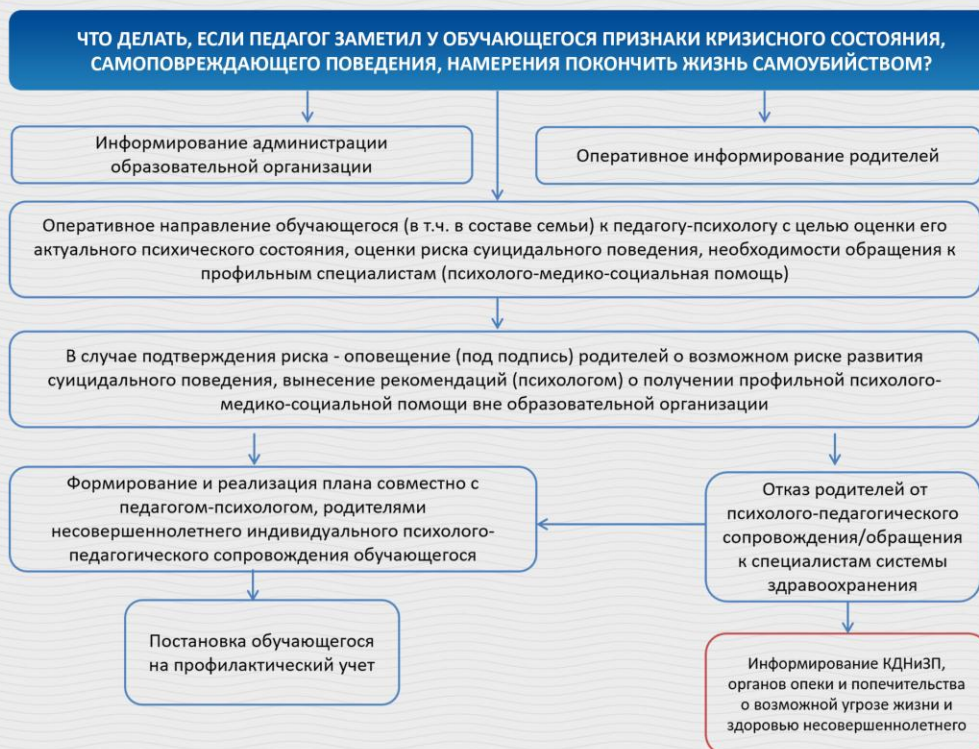 ЧТО ДЕЛАТЬ, ЕСЛИ ПЕДАГОГ ЗАМЕТИЛ У ОБУЧАЮЩЕГОСЯ ПРИЗНАКИ КРИЗИСНОГО СОСТОЯНИЯ,
САМОПОВРЕЖДАЮЩЕГО ПОВЕДЕНИЯ, НАМЕРЕНИЯ ПОКОНЧИТЬ ЖИЗНЬ САМОУБИЙСТВОМ?
Информирование администрации
образовательной организации
Оперативное информирование родителей
Оперативное направление обучающегося (в т.ч. в составе семьи) к педагогу-психологу с целью оценки его
актуального психического состояния, оценки риска суицидального поведения, необходимости обращения к
профильным специалистам (психолого-медико-социальная помощь)
В случае подтверждения риска - оповещение (под подпись) родителей о возможном риске развития
суицидального поведения, вынесение рекомендаций (психологом) о получении профильной психолого-
медико-социальной помощи вне образовательной организации
Формирование и реализация плана совместно с
педагогом-психологом, родителями
несовершеннолетнего индивидуального психолого-
педагогического сопровождения обучающегося
Отказ родителей от
психолого-педагогического
сопровождения/обращения
к специалистам системы
здравоохранения
Постановка обучающегося
на профилактический учет
Информирование КДНиЗП,
органов опеки и попечительства
о возможной угрозе жизни и
здоровью несовершеннолетнего